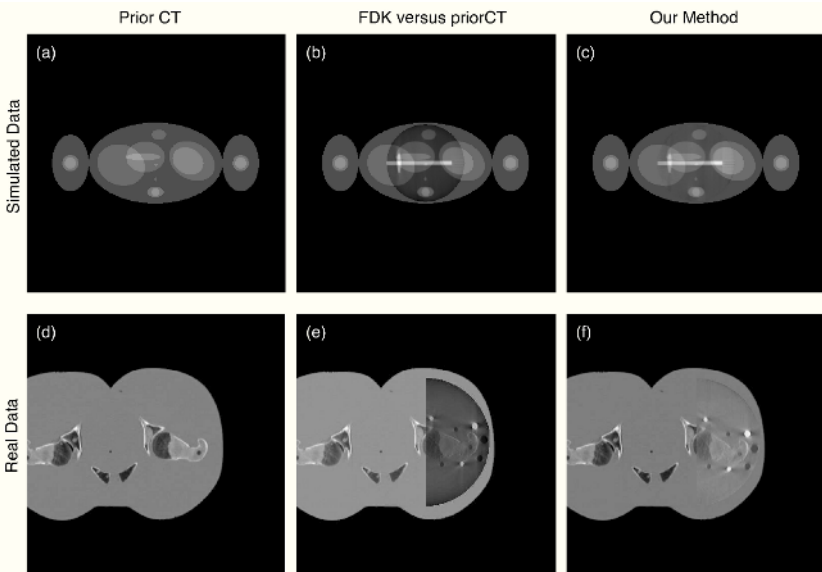 Prior CT
FDK versus priorCT
Our Method
Simulated Data
(a)
(b)
(c)
Real Data
(d)
(e)
(f)